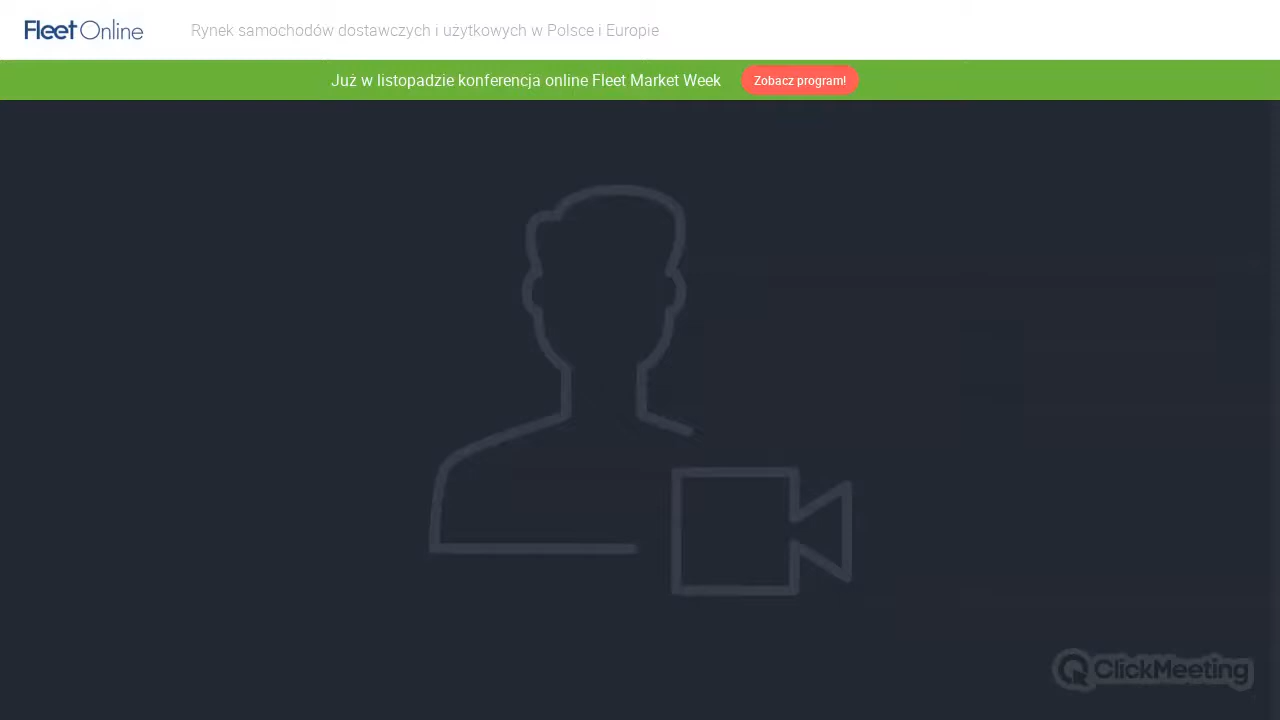 Fleet Online
Rynek samochodów dostawczych i użytkowych w Polsce i Europie
Już w listopadzie konferencja online Fleet Market Week
Zobacz program!
ClickMeeting